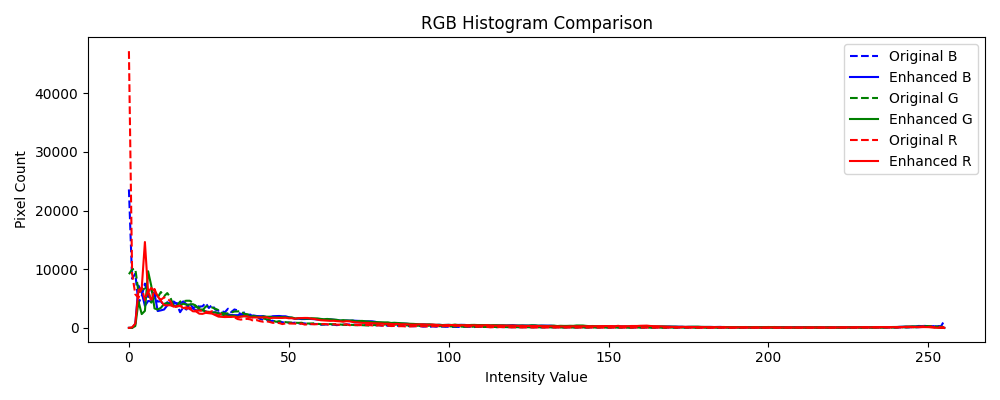 RGB Histogram Comparison
Original B
Enhanced B
Original G
Enhanced G
Original R
Enhanced R
Pixel Count
40000
30000
20000
10000
0
0
50
100
150
200
250
Intensity Value